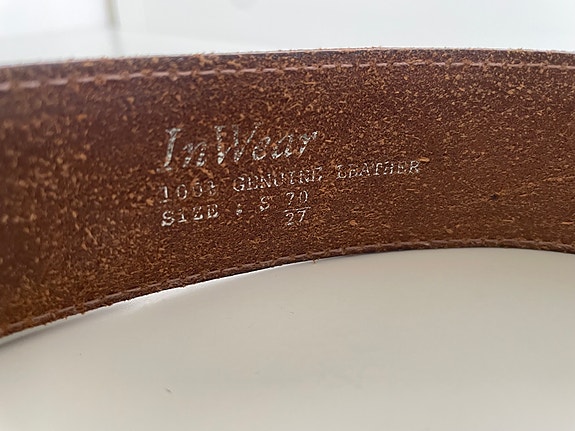 InWear
100% GENUINE LEATHER
SIZE : S 70
27